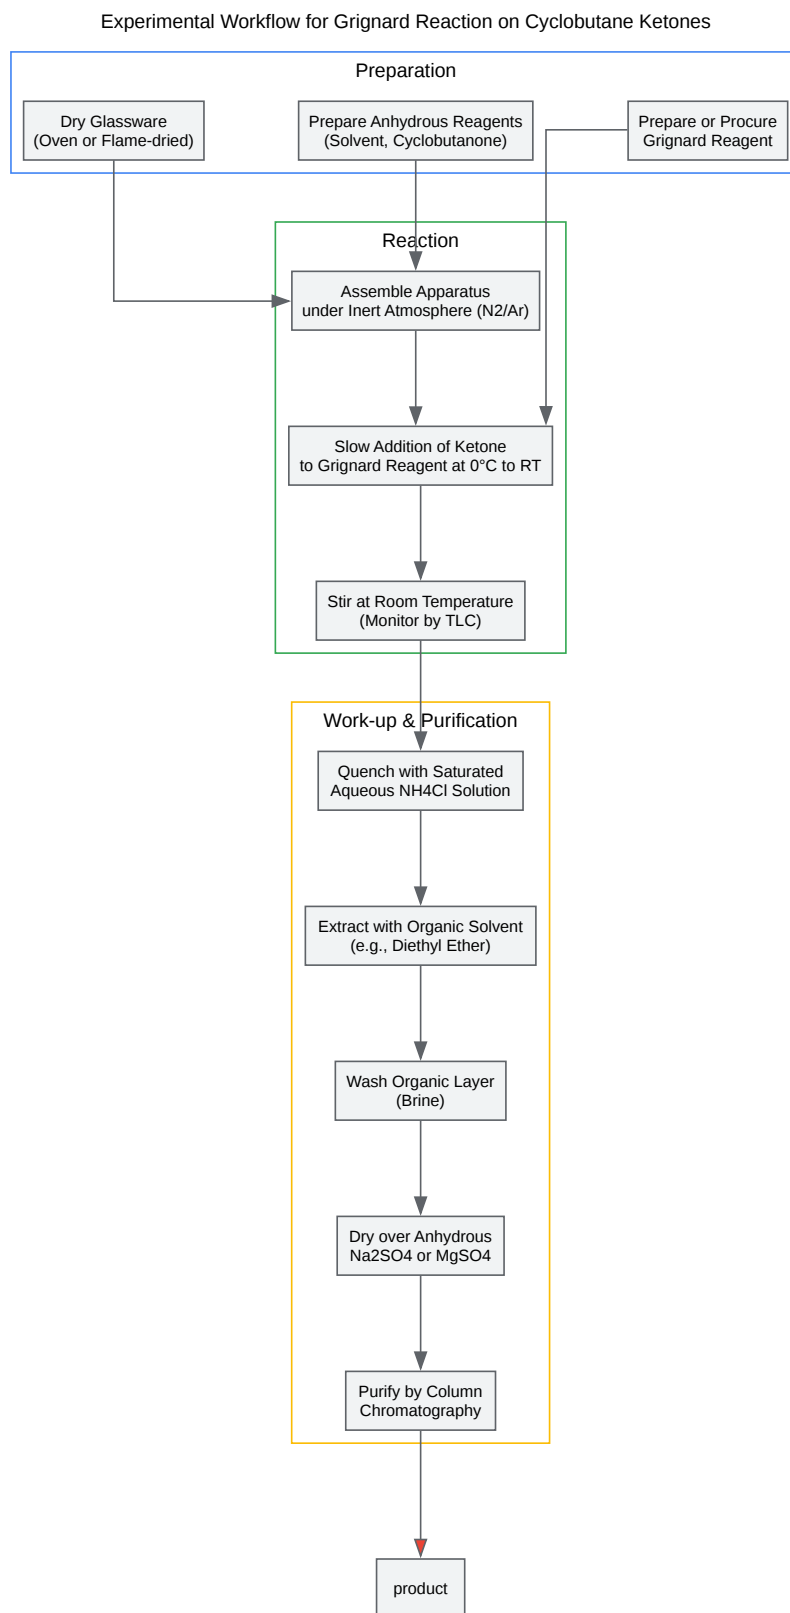 Experimental Workflow for Grignard Reaction on Cyclobutane Ketones
Preparation
Dry Glassware
(Oven or Flame-dried)
Prepare Anhydrous Reagents
(Solvent, Cyclobutanone)
Prepare or Procure
Grignard Reagent
Reaction
Assemble Apparatus
under Inert Atmosphere (N2/Ar)
Slow Addition of Ketone
to Grignard Reagent at 0°C to RT
Stir at Room Temperature
(Monitor by TLC)
Work-up & Purification
Quench with Saturated
Aqueous NH4Cl Solution
Extract with Organic Solvent
(e.g., Diethyl Ether)
Wash Organic Layer
(Brine)
Dry over Anhydrous
Na2SO4 or MgSO4
Purify by Column
Chromatography
product